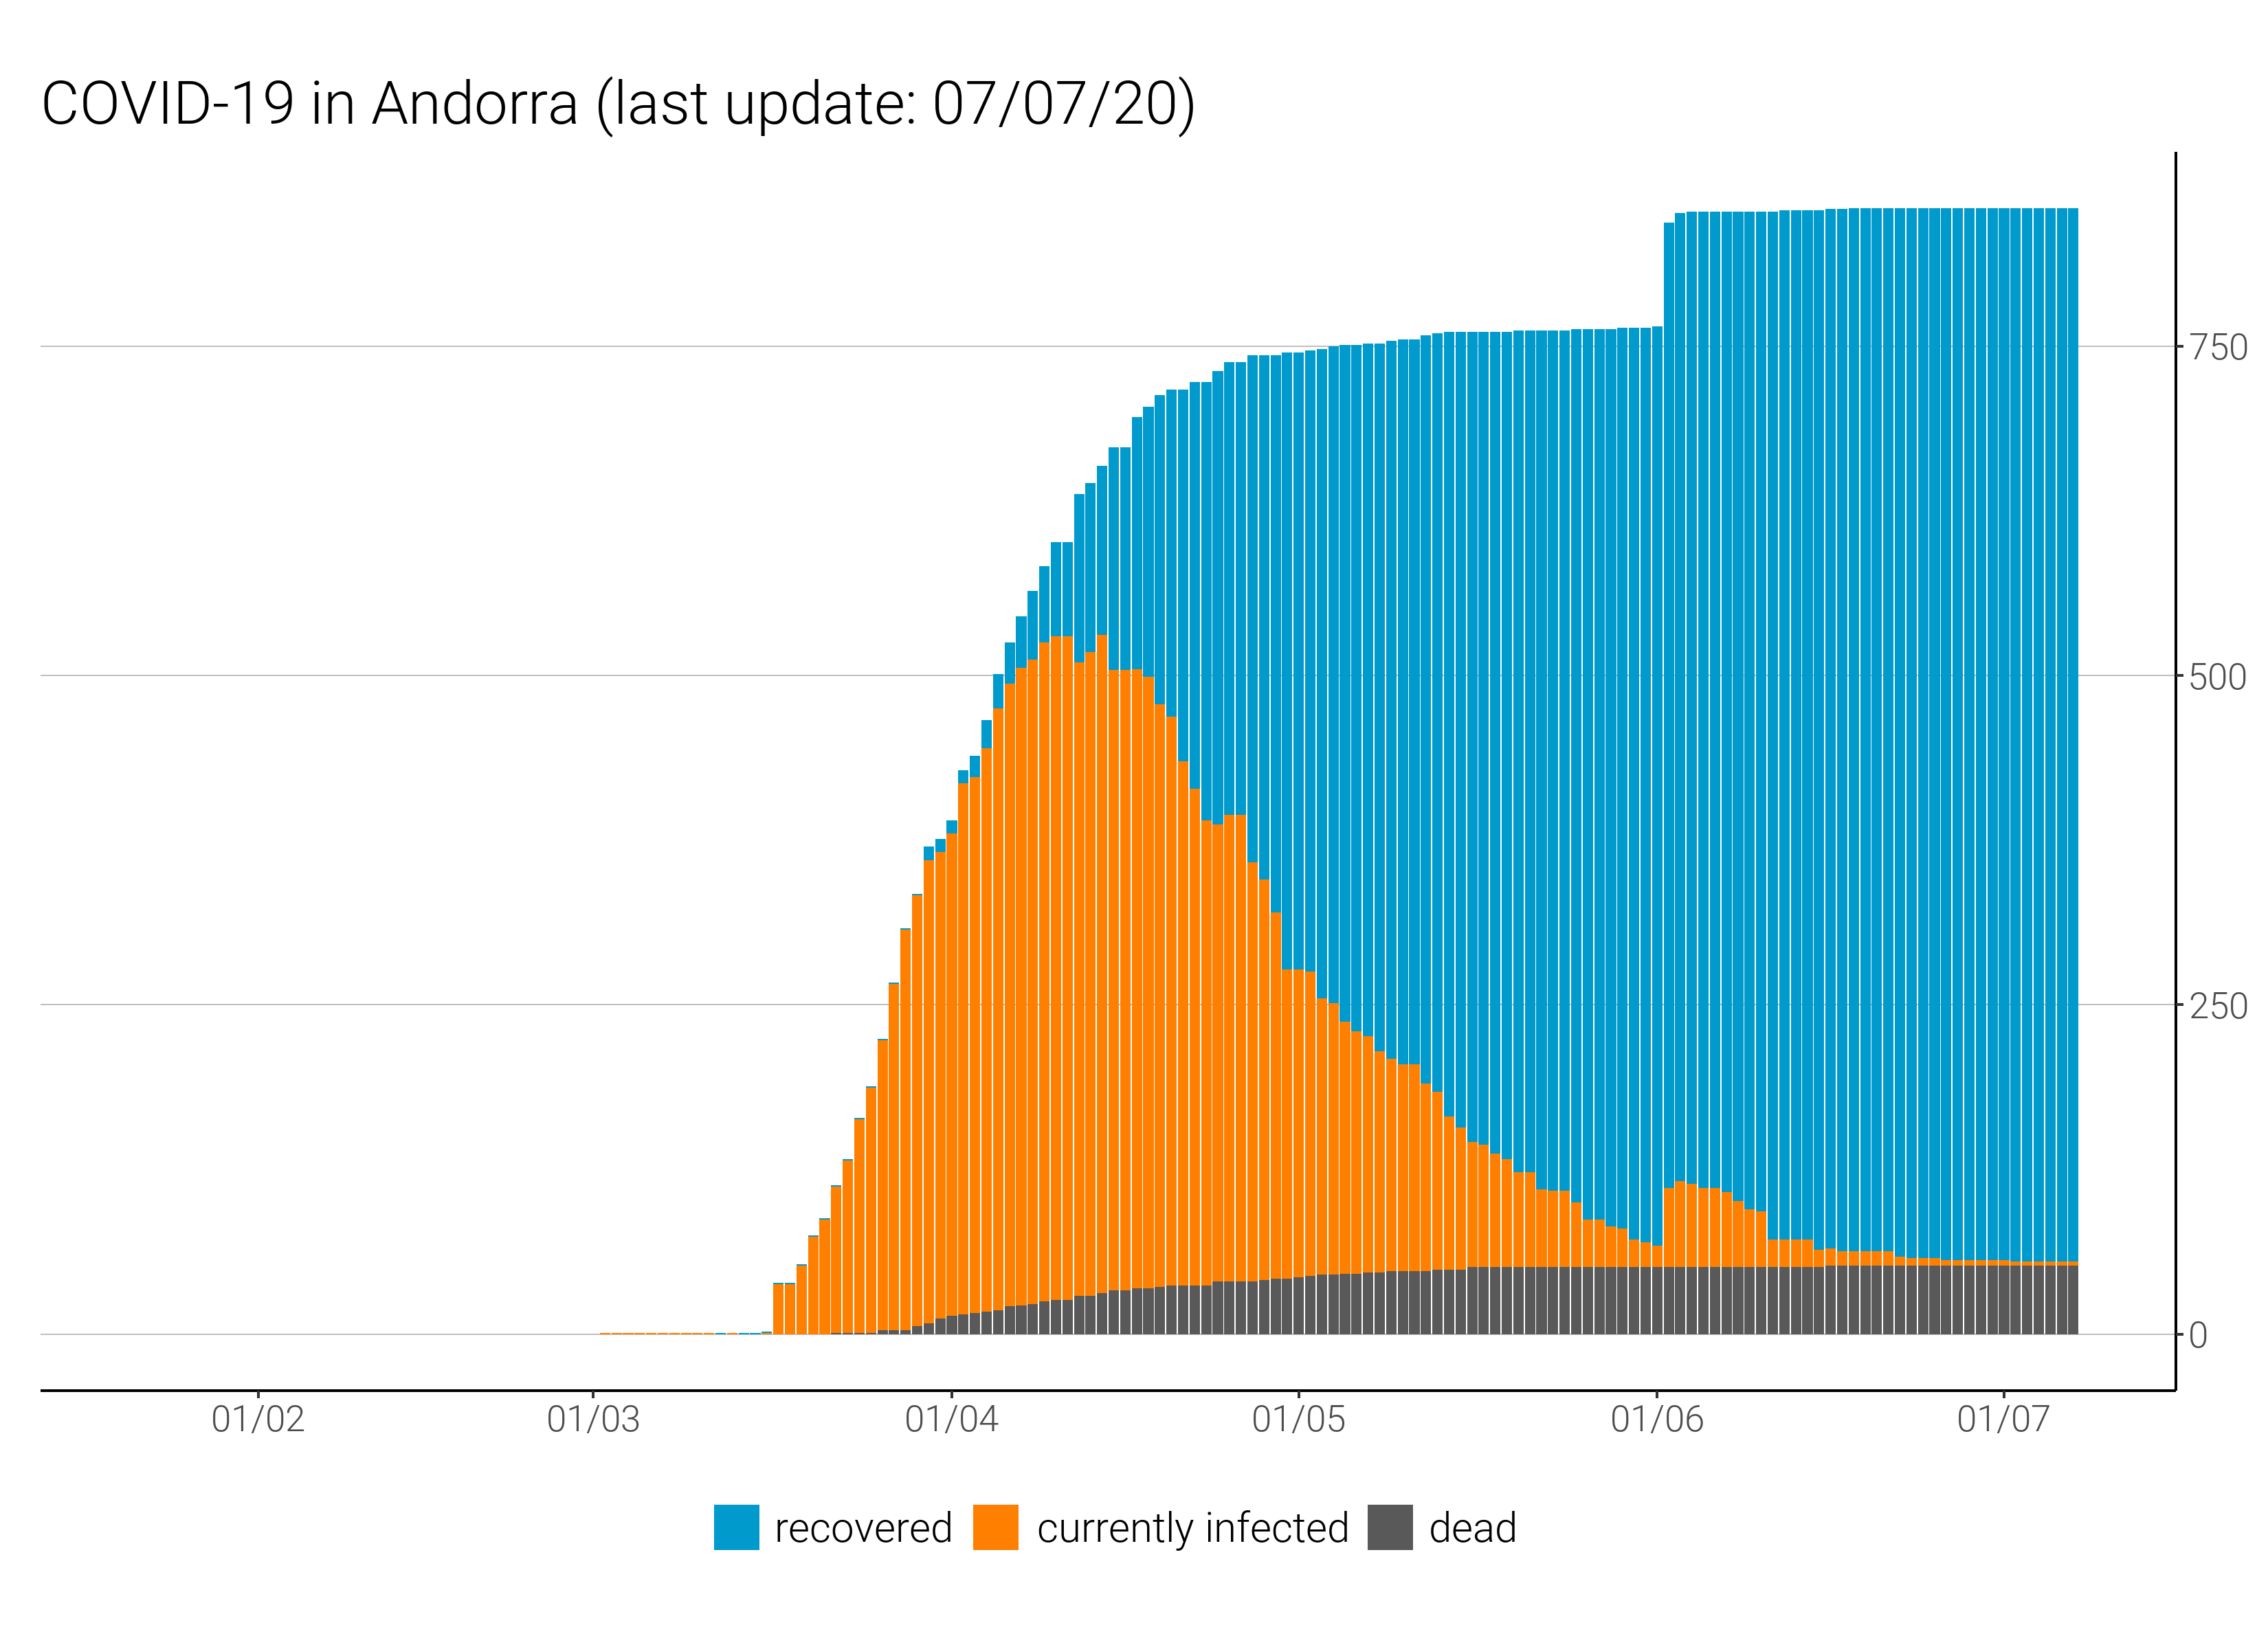 COVID-19 in Andorra (last update: 07/07/20)
750
500
250
0
01/02 01/03 01/04 01/05 01/06 01/07
recovered currently infected dead